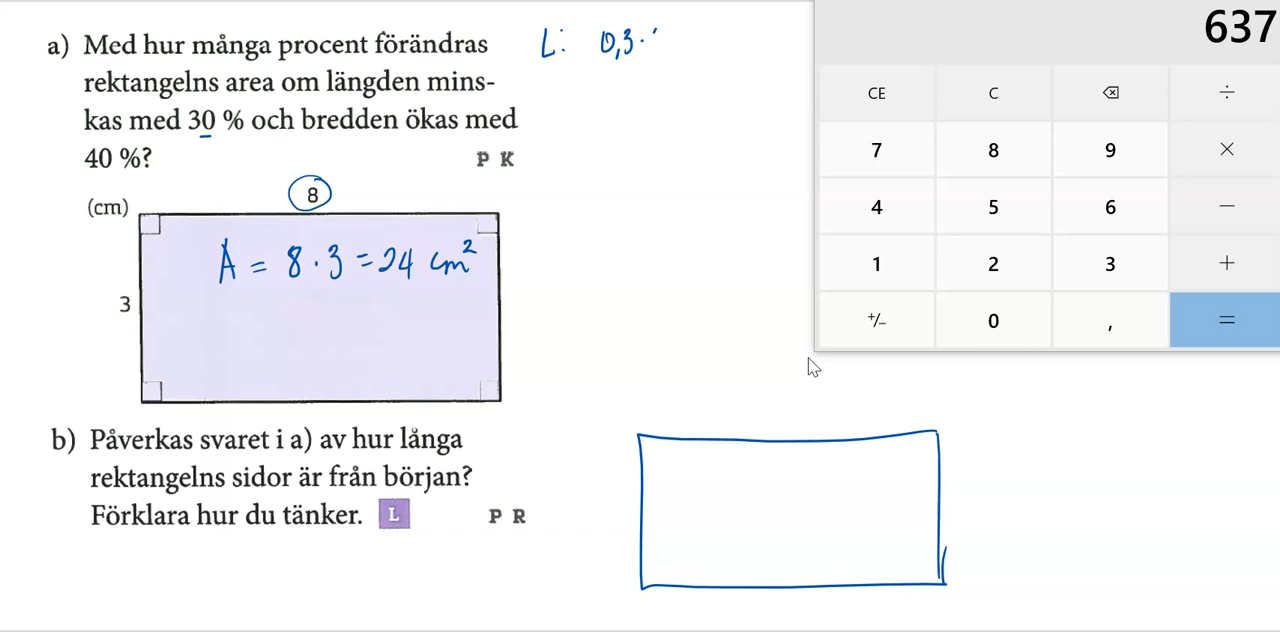 a) Med hur många procent förändras
rektangelns area om längden mins-
kas med 30 % och bredden ökas med
40 %?
P K
L: 0,3·
(cm)
8
A = 8·3 = 24 cm²
3
b) Påverkas svaret i a) av hur långa
rektangelns sidor är från början?
Förklara hur du tänker. L
P R
637
CE C ⌫ ÷
7 8 9 ×
4 5 6 −
1 2 3 +
+/− 0 , =